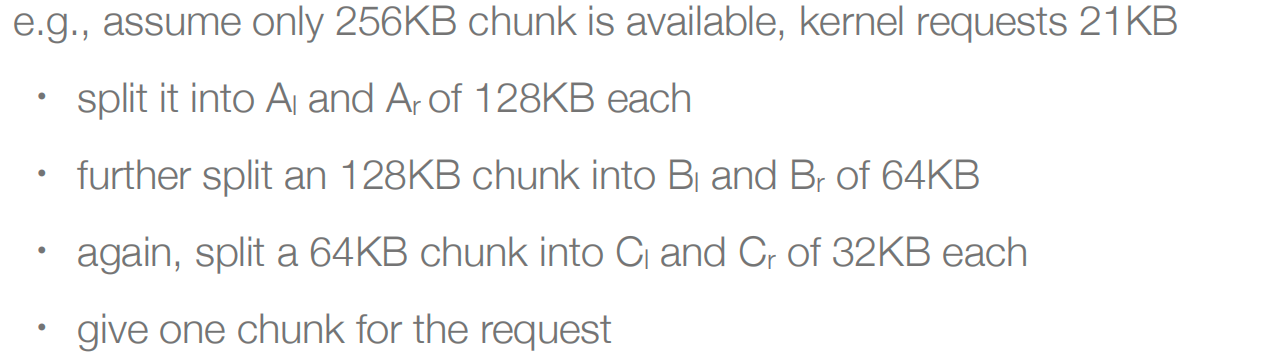 e.g., assume only 256KB chunk is available, kernel requests 21KB
• split it into Al and Ar of 128KB each
• further split an 128KB chunk into Bl and Br of 64KB
• again, split a 64KB chunk into Cl and Cr of 32KB each
• give one chunk for the request